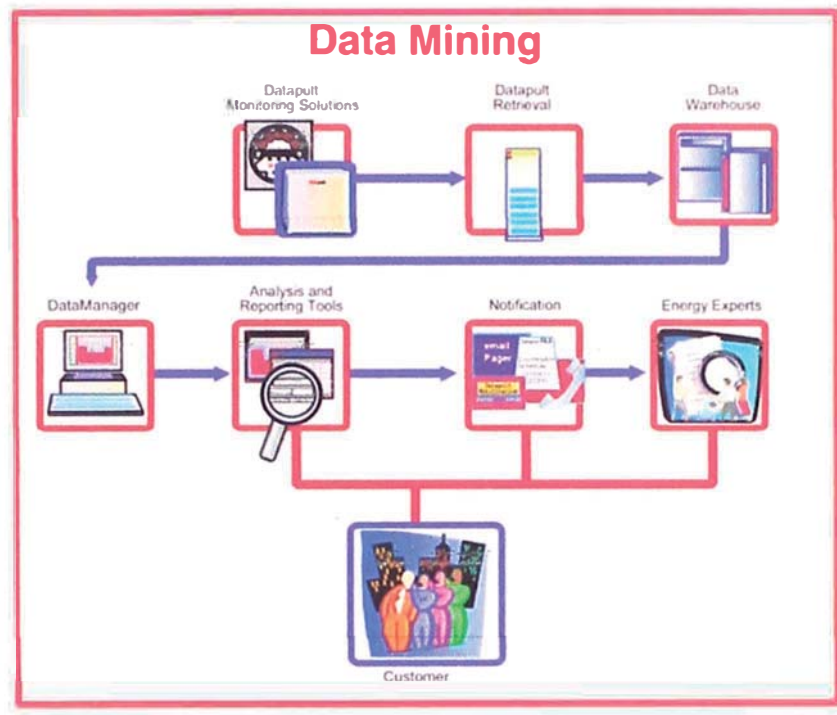 Data Mining
Datapult
Monitoring Solutions
Datapult
Retrieval
Data
Warehouse
DataManager
Analysis and
Reporting Tools
Notification
Energy Experts
email
Pager
Customer